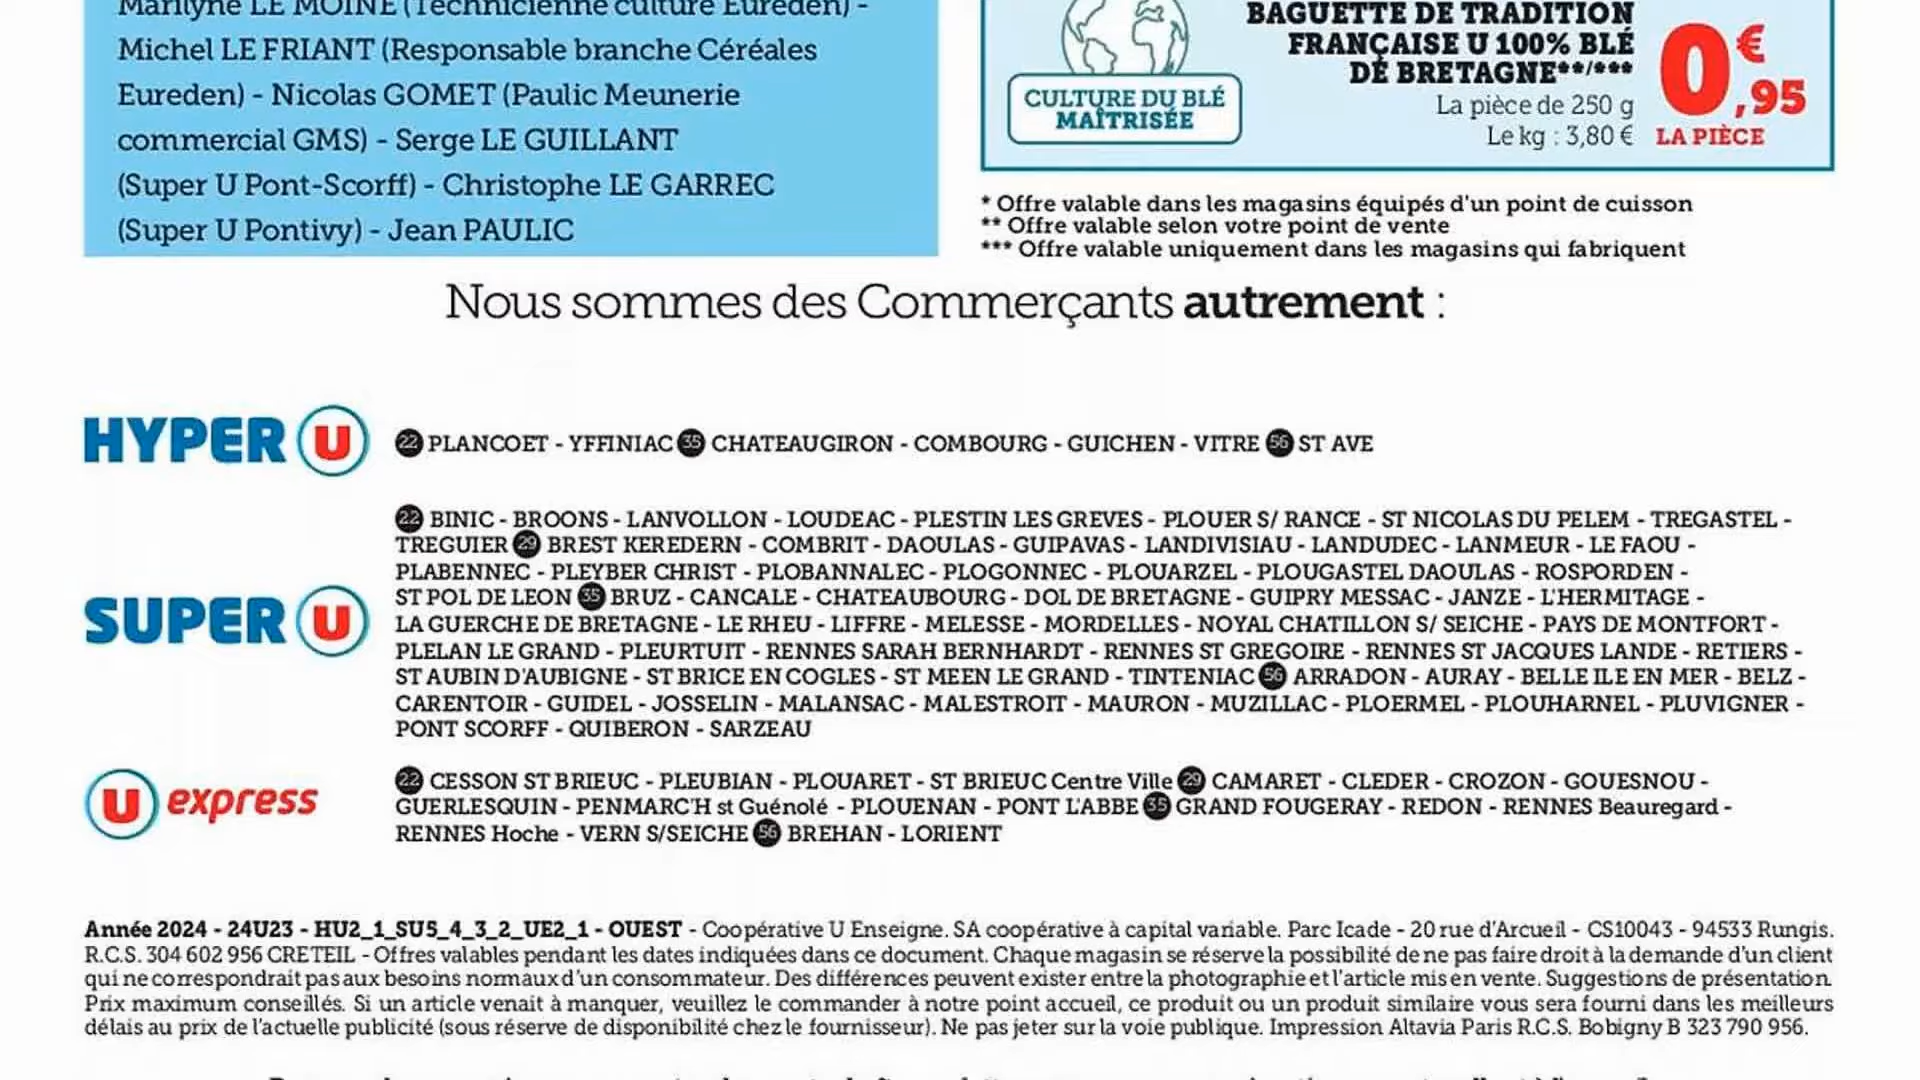 Marilyne LE MOINE (Technicienne culture Eureden) -
Michel LE FRIANT (Responsable branche Céréales
Eureden) - Nicolas GOMET (Paulic Meunerie
commercial GMS) - Serge LE GUILLANT
(Super U Pont-Scorff) - Christophe LE GARREC
(Super U Pontivy) - Jean PAULIC
CULTURE DU BLÉ
MAÎTRISÉE
BAGUETTE DE TRADITION
FRANÇAISE U 100% BLÉ
DE BRETAGNE**/***
La pièce de 250 g
Le kg : 3,80 €
0€,95
LA PIÈCE
* Offre valable dans les magasins équipés d'un point de cuisson
** Offre valable selon votre point de vente
*** Offre valable uniquement dans les magasins qui fabriquent
Nous sommes des Commerçants autrement :
HYPER U
22 PLANCOET - YFFINIAC 35 CHATEAUGIRON - COMBOURG - GUICHEN - VITRE 56 ST AVE
SUPER U
22 BINIC - BROONS - LANVOLLON - LOUDEAC - PLESTIN LES GREVES - PLOUER S/ RANCE - ST NICOLAS DU PELEM - TREGASTEL -
TREGUIER 29 BREST KEREDERN - COMBRIT - DAOULAS - GUIPAVAS - LANDIVISIAU - LANDUDEC - LANMEUR - LE FAOU -
PLABENNEC - PLEYBER CHRIST - PLOBANNALEC - PLOGONNEC - PLOUARZEL - PLOUGASTEL DAOULAS - ROSPORDEN -
ST POL DE LEON 35 BRUZ - CANCALE - CHATEAUBOURG - DOL DE BRETAGNE - GUIPRY MESSAC - JANZE - L'HERMITAGE -
LA GUERCHE DE BRETAGNE - LE RHEU - LIFFRE - MELESSE - MORDELLES - NOYAL CHATILLON S/ SEICHE - PAYS DE MONTFORT -
PLELAN LE GRAND - PLEURTUIT - RENNES SARAH BERNHARDT - RENNES ST GREGOIRE - RENNES ST JACQUES LANDE - RETIERS -
ST AUBIN D'AUBIGNE - ST BRICE EN COGLES - ST MEEN LE GRAND - TINTENIAC 56 ARRADON - AURAY - BELLE ILE EN MER - BELZ -
CARENTOIR - GUIDEL - JOSSELIN - MALANSAC - MALESTROIT - MAURON - MUZILLAC - PLOERMEL - PLOUHARNEL - PLUVIGNER -
PONT SCORFF - QUIBERON - SARZEAU
U express
22 CESSON ST BRIEUC - PLEUBIAN - PLOUARET - ST BRIEUC Centre Ville 29 CAMARET - CLEDER - CROZON - GOUESNOU -
GUERLESQUIN - PENMARC'H st Guénolé - PLOUENAN - PONT L'ABBE 35 GRAND FOUGERAY - REDON - RENNES Beauregard -
RENNES Hoche - VERN S/SEICHE 56 BREHAN - LORIENT
Année 2024 - 24U23 - HU2_1_SU5_4_3_2_UE2_1 - OUEST - Coopérative U Enseigne. SA coopérative à capital variable. Parc Icade - 20 rue d'Arcueil - CS10043 - 94533 Rungis.
R.C.S. 304 602 956 CRETEIL - Offres valables pendant les dates indiquées dans ce document. Chaque magasin se réserve la possibilité de ne pas faire droit à la demande d'un client
qui ne correspondrait pas aux besoins normaux d'un consommateur. Des différences peuvent exister entre la photographie et l'article mis en vente. Suggestions de présentation.
Prix maximum conseillés. Si un article venait à manquer, veuillez le commander à notre point accueil, ce produit ou un produit similaire vous sera fourni dans les meilleurs
délais au prix de l'actuelle publicité (sous réserve de disponibilité chez le fournisseur). Ne pas jeter sur la voie publique. Impression Altavia Paris R.C.S. Bobigny B 323 790 956.